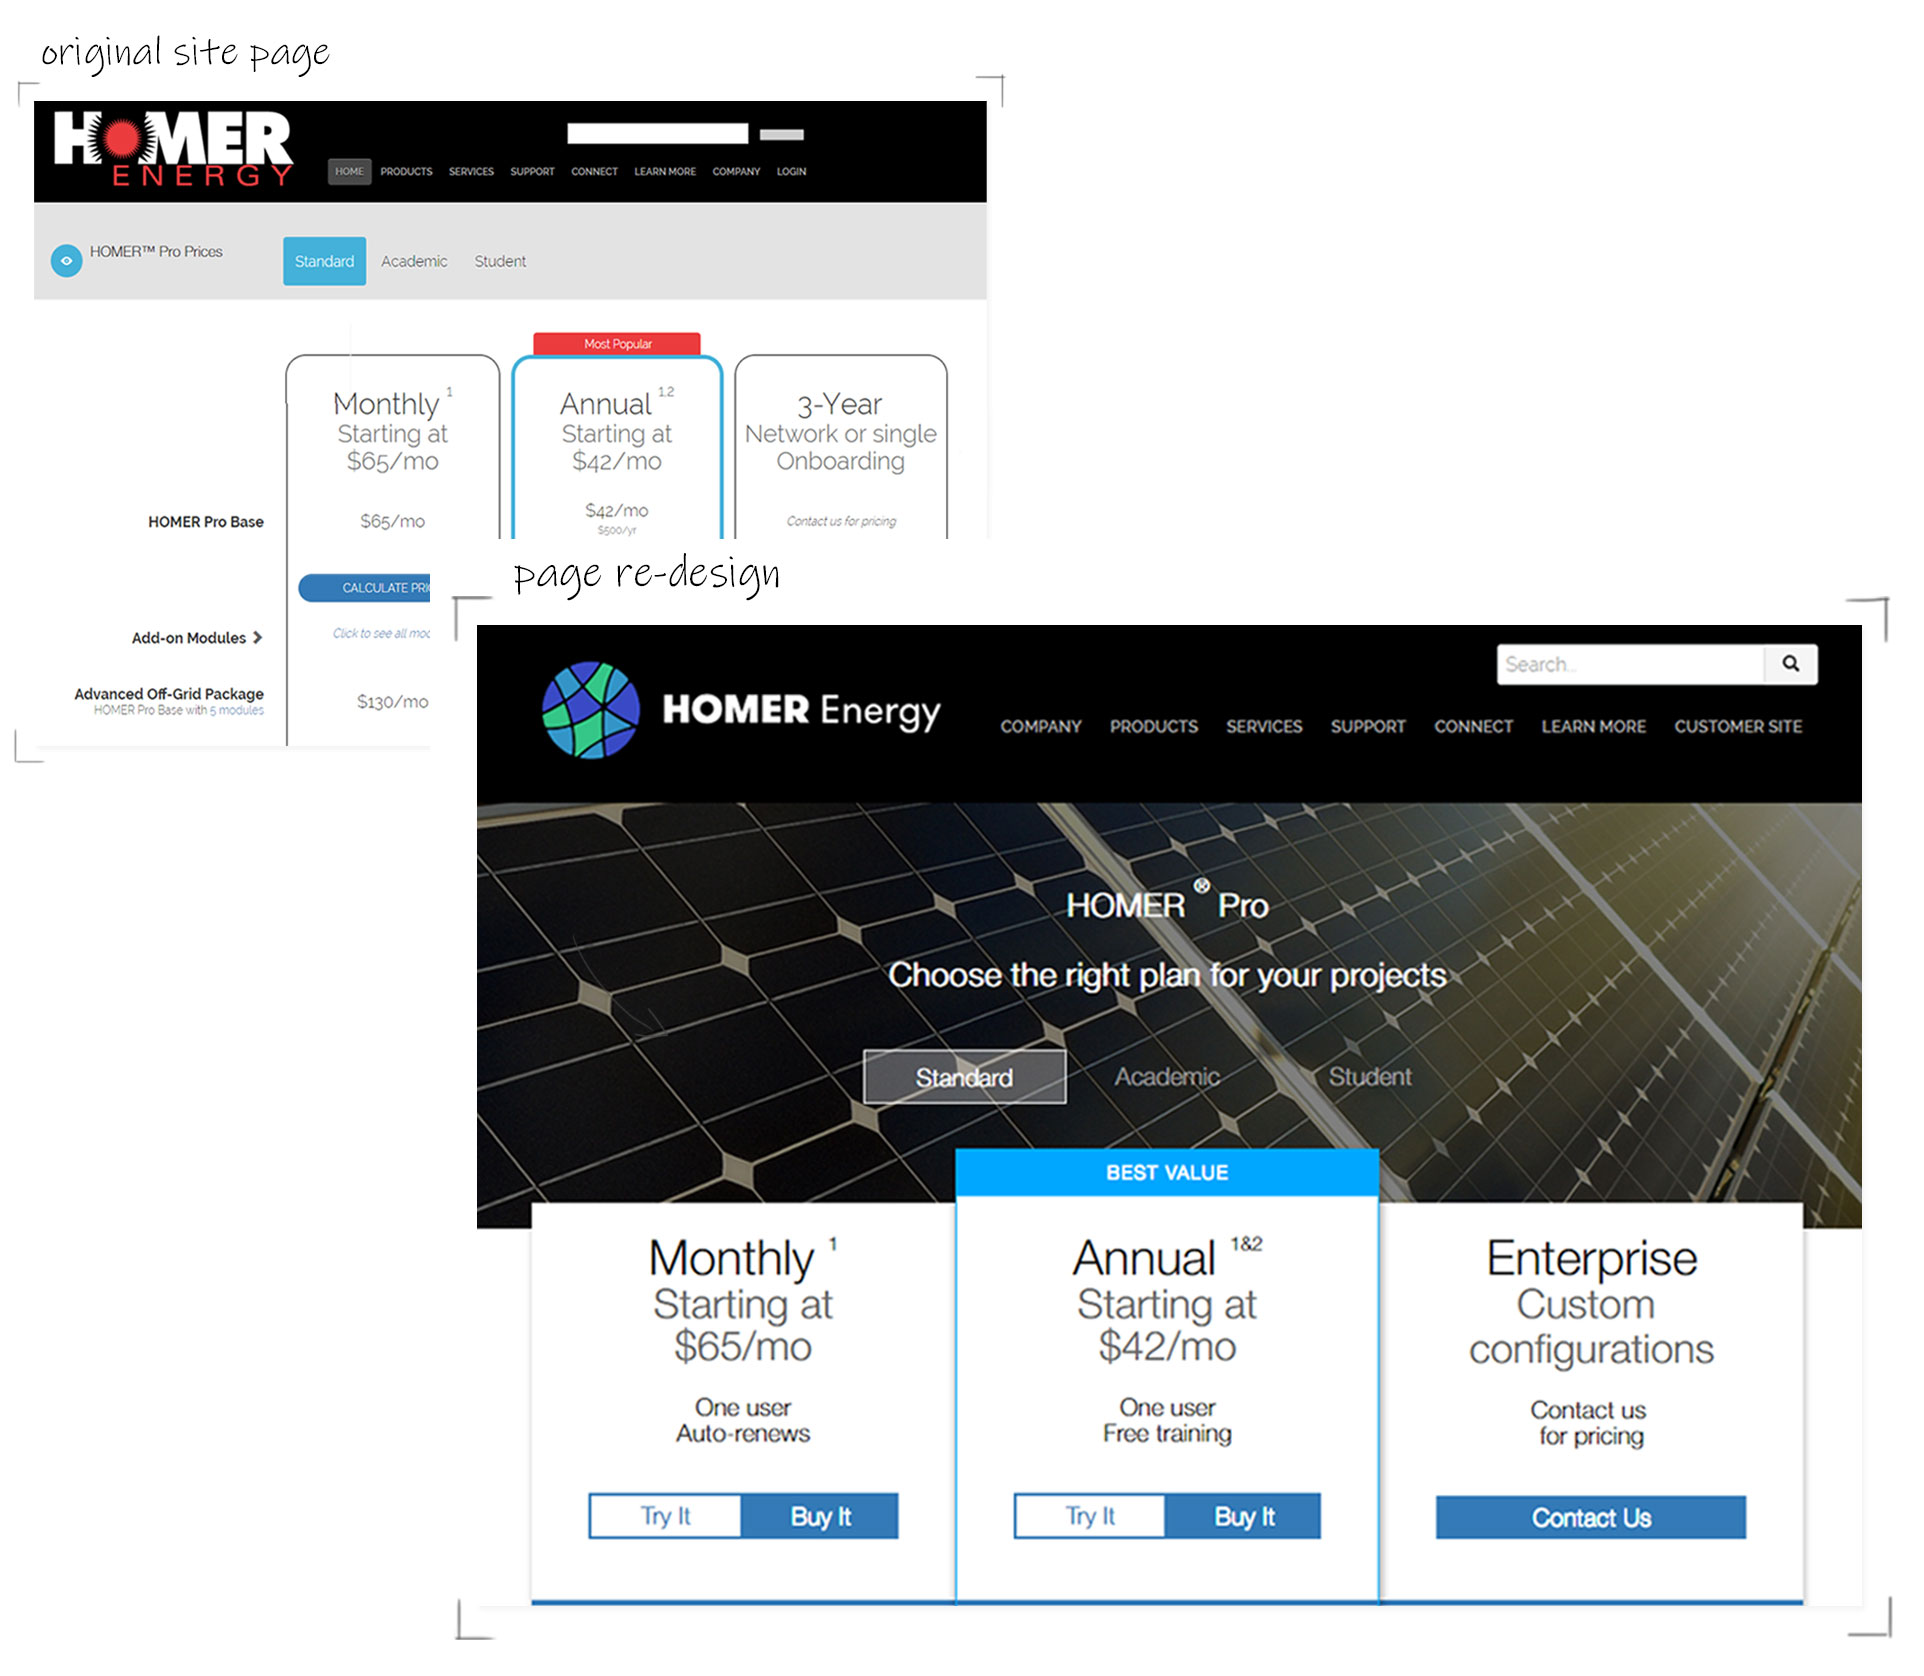 original site page
HOMER
ENERGY
HOME PRODUCTS SERVICES SUPPORT CONNECT LEARN MORE COMPANY LOGIN
HOMER™ Pro Prices
Standard Academic Student
Most Popular
Monthly 1
Starting at
$65/mo
Annual 1,2
Starting at
$42/mo
3-Year
Network or single
Onboarding
HOMER Pro Base
$65/mo
$42/mo
$500/yr
Contact us for pricing
CALCULATE PRI
Add-on Modules
Click to see all mod
Advanced Off-Grid Package
HOMER Pro Base with 5 modules
$130/mo
page re-design
Search...
HOMER Energy
COMPANY PRODUCTS SERVICES SUPPORT CONNECT LEARN MORE CUSTOMER SITE
HOMER ® Pro
Choose the right plan for your projects
Standard Academic Student
BEST VALUE
Monthly 1
Starting at
$65/mo
One user
Auto-renews
Try It Buy It
Annual 1&2
Starting at
$42/mo
One user
Free training
Try It Buy It
Enterprise
Custom
configurations
Contact us
for pricing
Contact Us